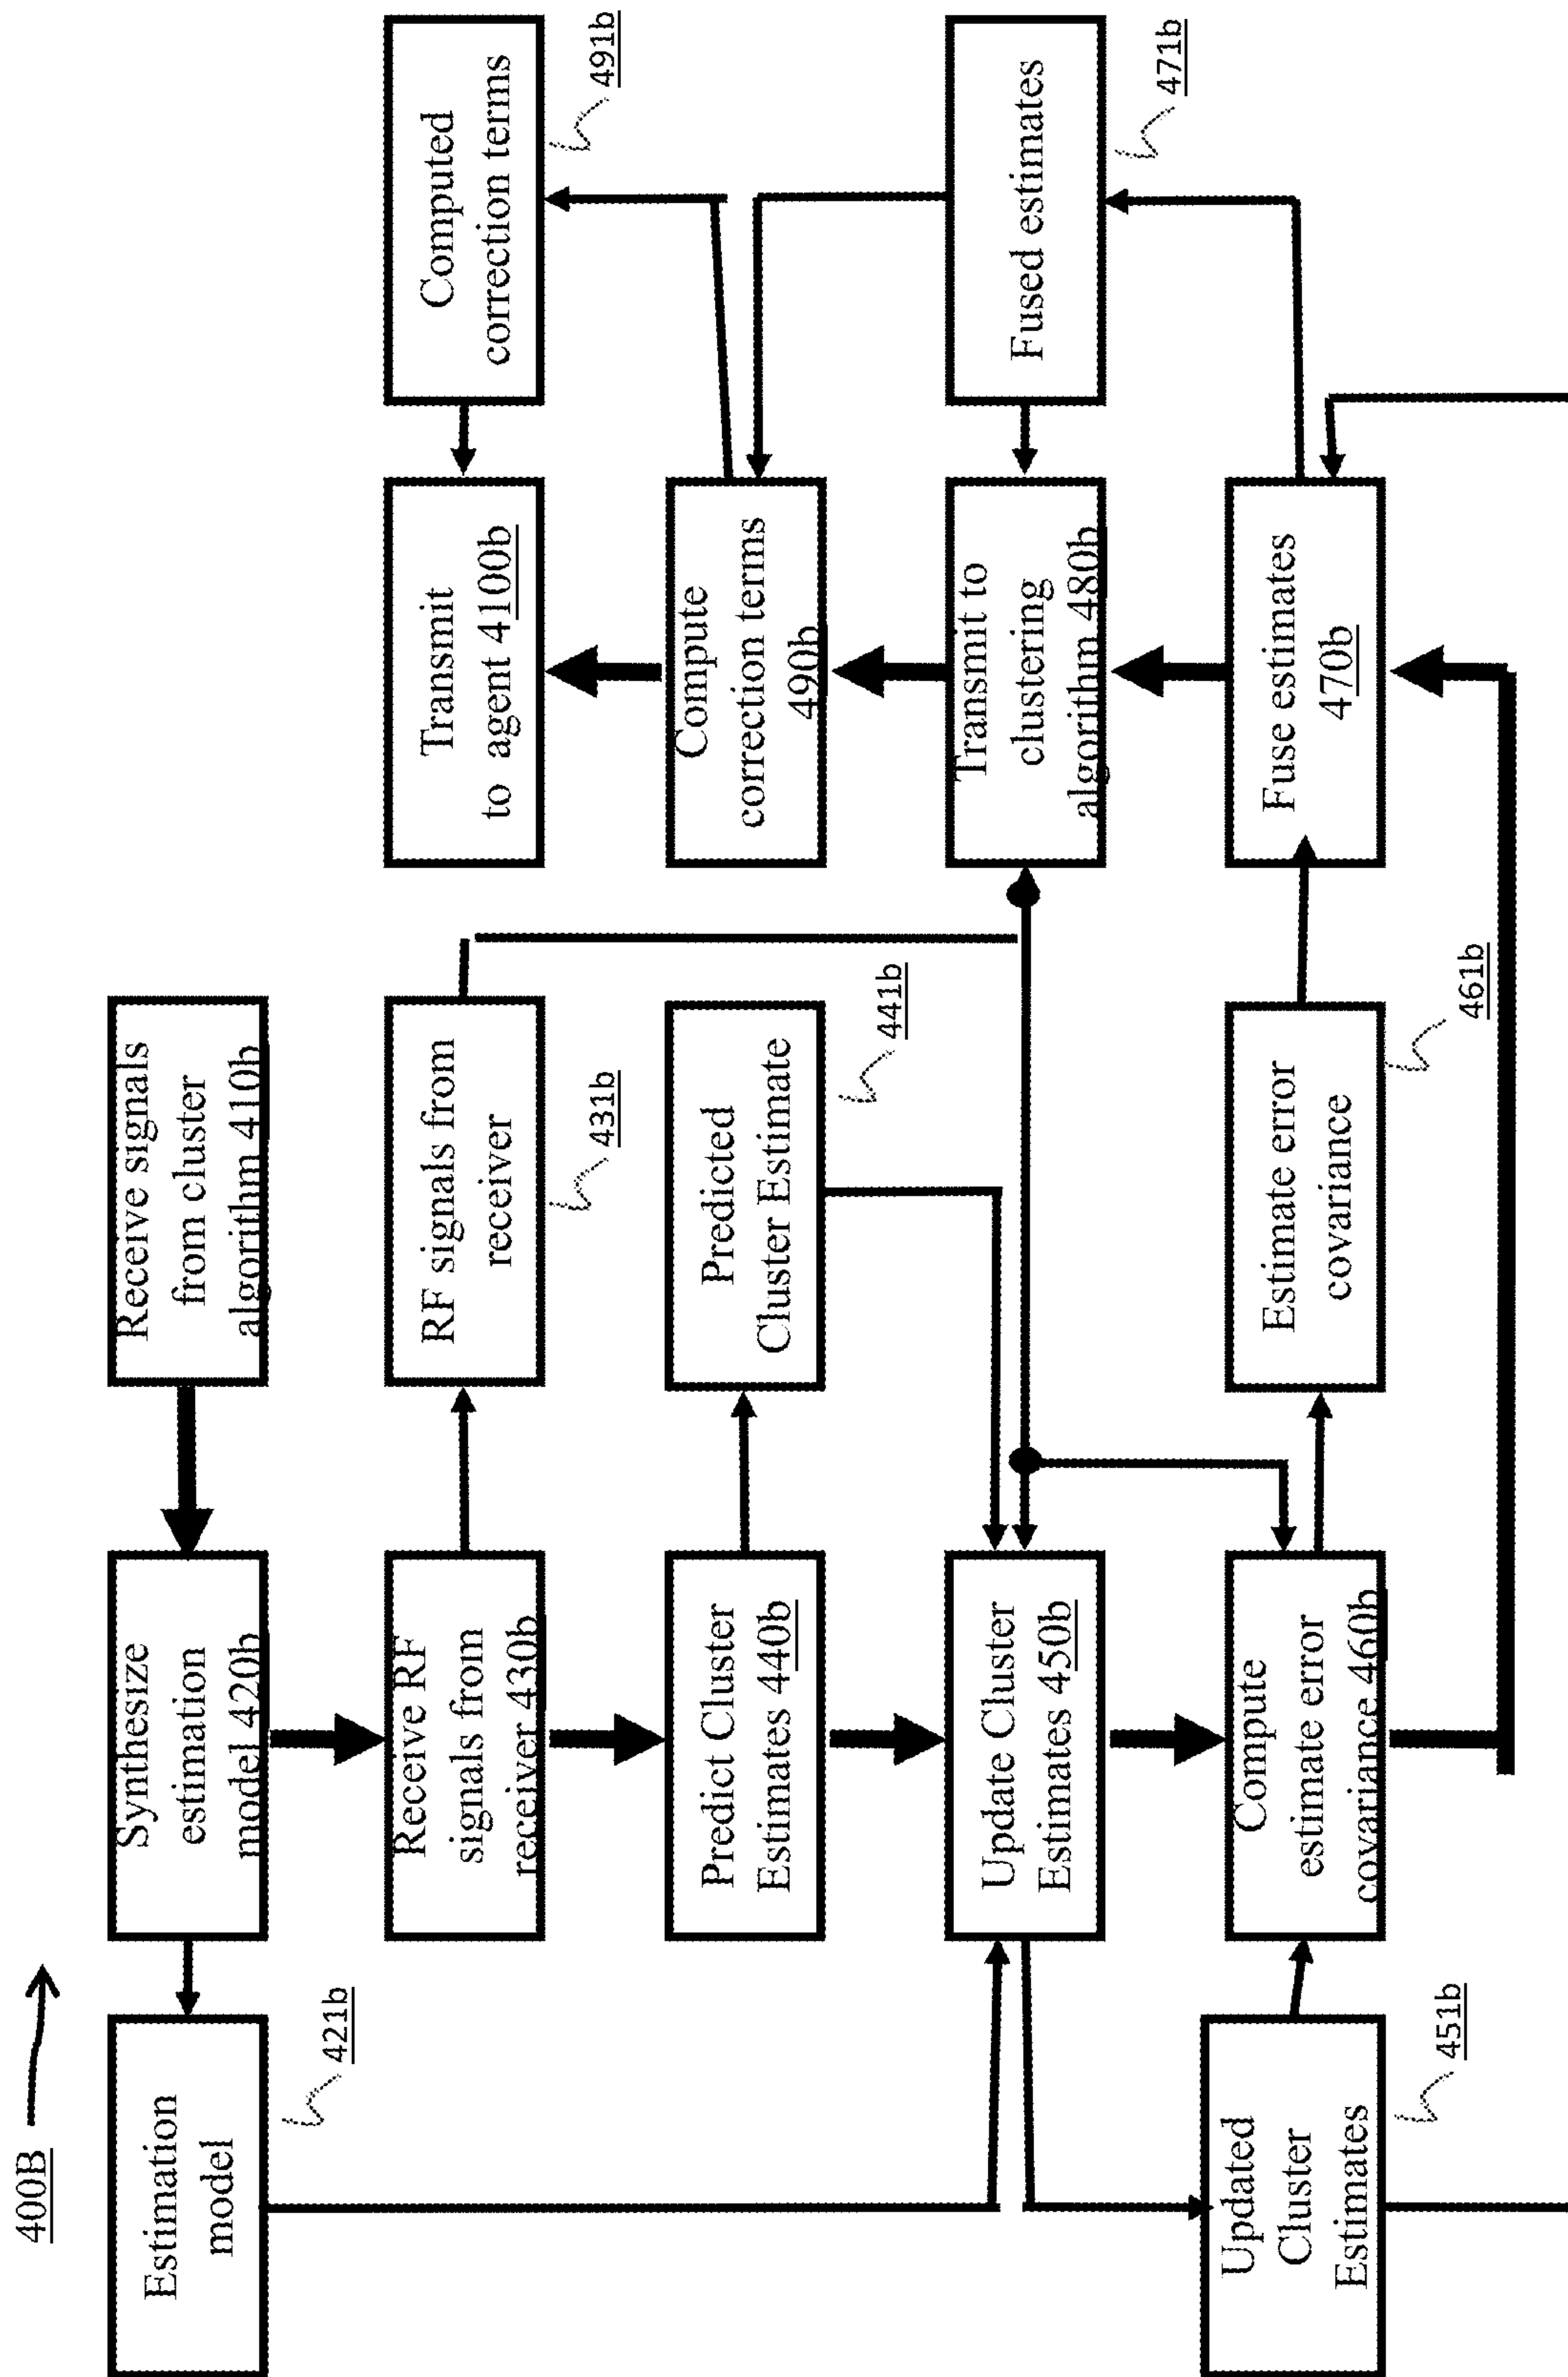 400B
Estimation
model
421b
Synthesize
estimation
model 420b
Receive signals
from cluster
algorithm 410b
Receive RF
signals from
receiver 430b
RF signals from
receiver
431b
Transmit
to agent 4100b
Computed
correction terms
491b
Predict Cluster
Estimates 440b
Predicted
Cluster Estimate
441b
Compute
correction terms
490b
Update Cluster
Estimates 450b
Transmit to
clustering
algorithm 480b
Fused estimates
471b
Updated
Cluster
Estimates
451b
Compute
estimate error
covariance 460b
Estimate error
covariance
461b
Fuse estimates
470b